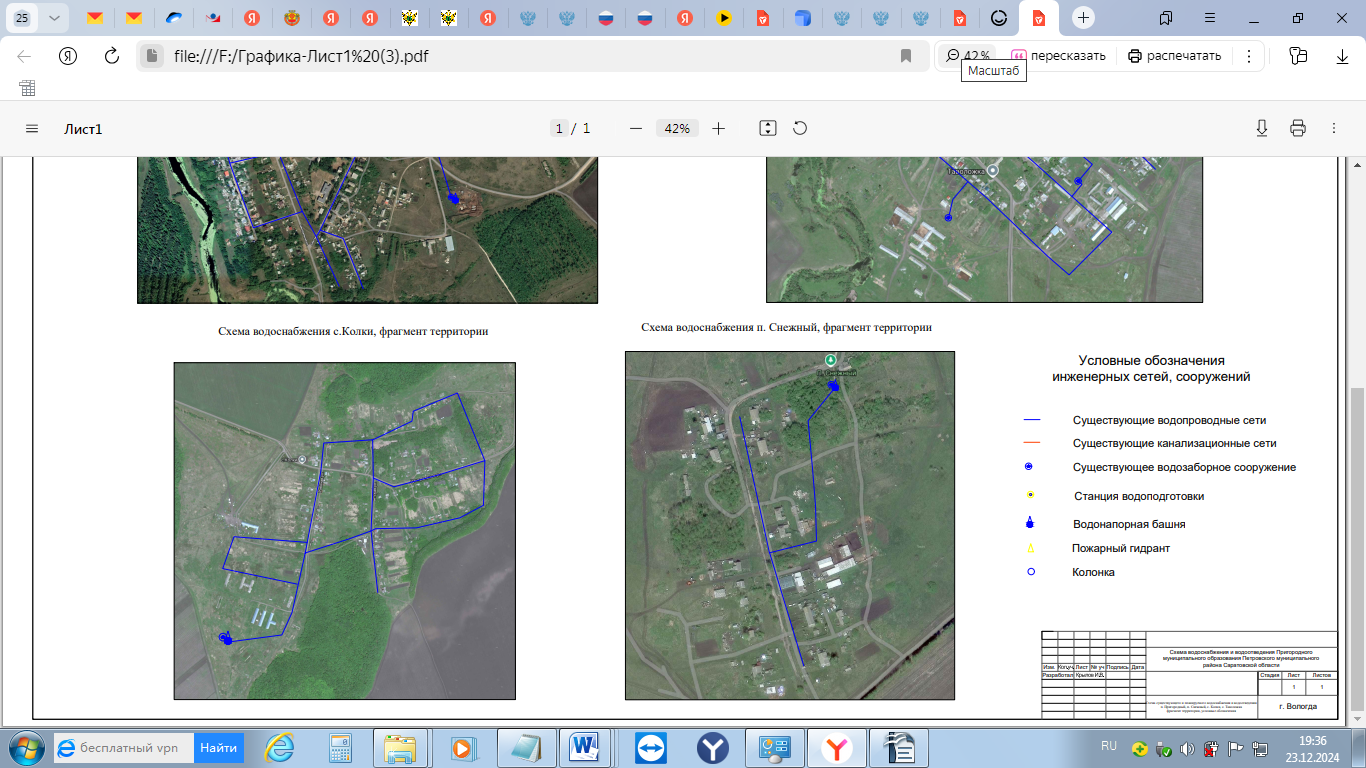 25
file:///F:/Графика-Лист1%20(3).pdf
42 %
пересказать
распечатать
Масштаб
Лист1
1 / 1
42%
Схема водоснабжения с.Колки, фрагмент территории
Схема водоснабжения п. Снежный, фрагмент территории
Условные обозначения
инженерных сетей, сооружений
Существующие водопроводные сети
Существующие канализационные сети
Существующее водозаборное сооружение
Станция водоподготовки
Водонапорная башня
Пожарный гидрант
Колонка
Схема водоснабжения и водоотведения Пригородного
муниципального образования Петровского муниципального
района Саратовской области
Изм. Кол.уч Лист № уч Подпись Дата
Разработал Крылов И.В.
Стадия Лист Листов
1 1
г. Вологда
бесплатный vpn
Найти
RU
19:36
23.12.2024